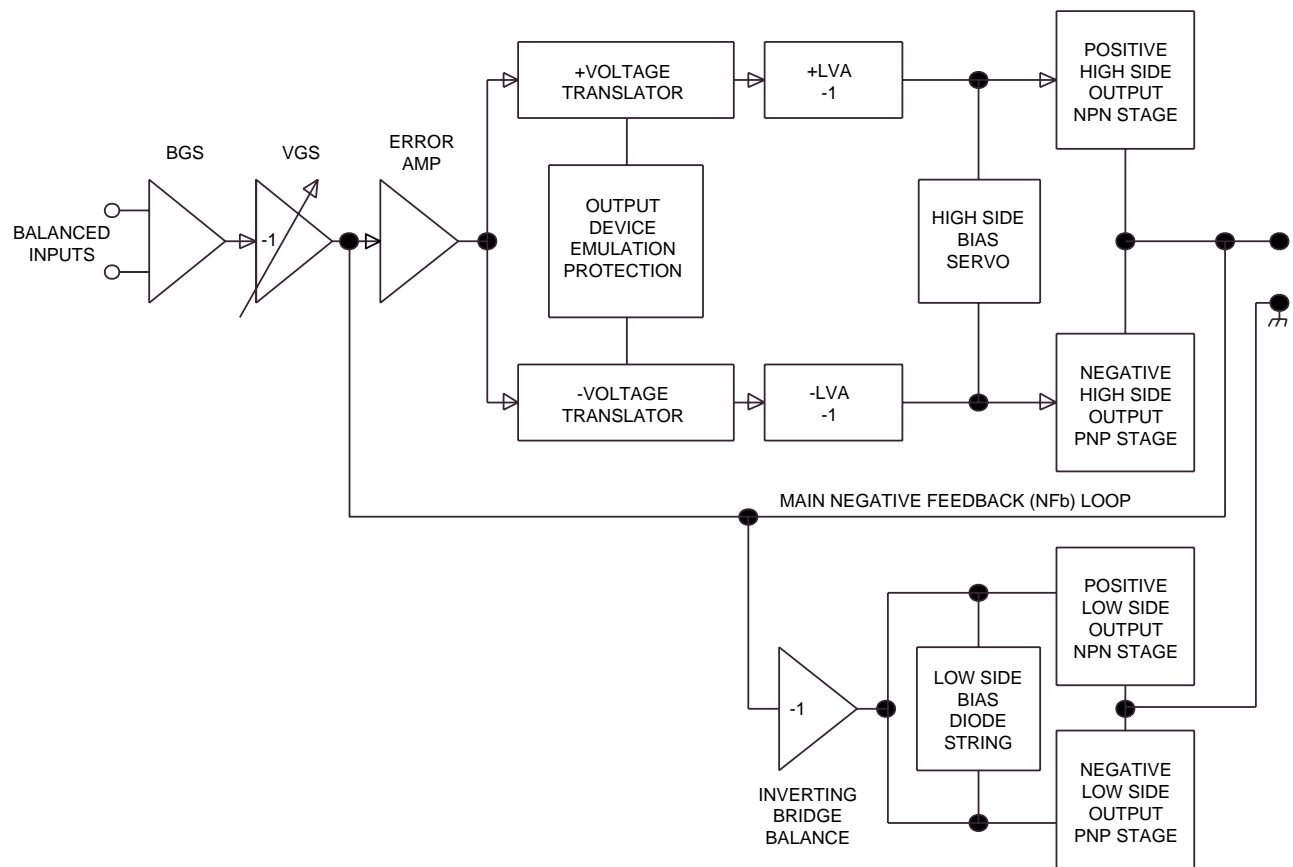 BGS
VGS
ERROR
AMP
BALANCED
INPUTS
-1
+VOLTAGE
TRANSLATOR
+LVA
-1
POSITIVE
HIGH SIDE
OUTPUT
NPN STAGE
OUTPUT
DEVICE
EMULATION
PROTECTION
HIGH SIDE
BIAS
SERVO
-VOLTAGE
TRANSLATOR
-LVA
-1
NEGATIVE
HIGH SIDE
OUTPUT
PNP STAGE
MAIN NEGATIVE FEEDBACK (NFb) LOOP
-1
INVERTING
BRIDGE
BALANCE
LOW SIDE
BIAS
DIODE
STRING
POSITIVE
LOW SIDE
OUTPUT
NPN STAGE
NEGATIVE
LOW SIDE
OUTPUT
PNP STAGE